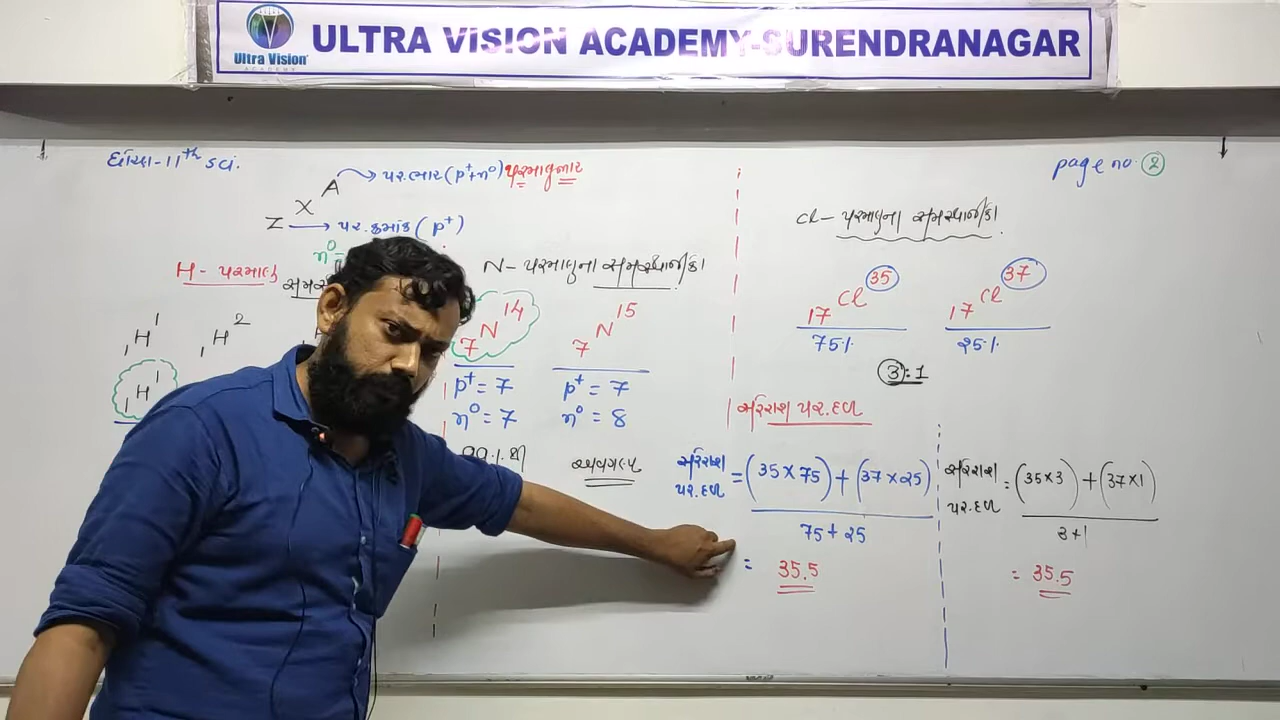 Ultra Vision
ACADEMY
ULTRA VISION ACADEMY-SURENDRANAGAR
ધોરણ-11th sci.
page no ②
A → પર.ભાર (p⁺+n⁰) પરમાણુભાર
X
Z → પર.ક્રમાંક (p⁺)
n⁰=
H- પરમાણુ
₁H¹ ₁H²
₁H¹
N- પરમાણુના સમસ્થાનીકો
₇N¹⁴ ₇N¹⁵
p⁺ = 7 p⁺ = 7
n⁰ = 7 n⁰ = 8
Cl- પરમાણુના સમસ્થાનીકો
₁₇Cl³⁵ ₁₇Cl³⁷
75% 25%
3:1
સરેરાશ પર.દળ
સરેરાશ પર.દળ = (35×75)+(37×25)
75+25
= 35.5
સરેરાશ પર.દળ = (35×3)+(37×1)
3+1
= 35.5